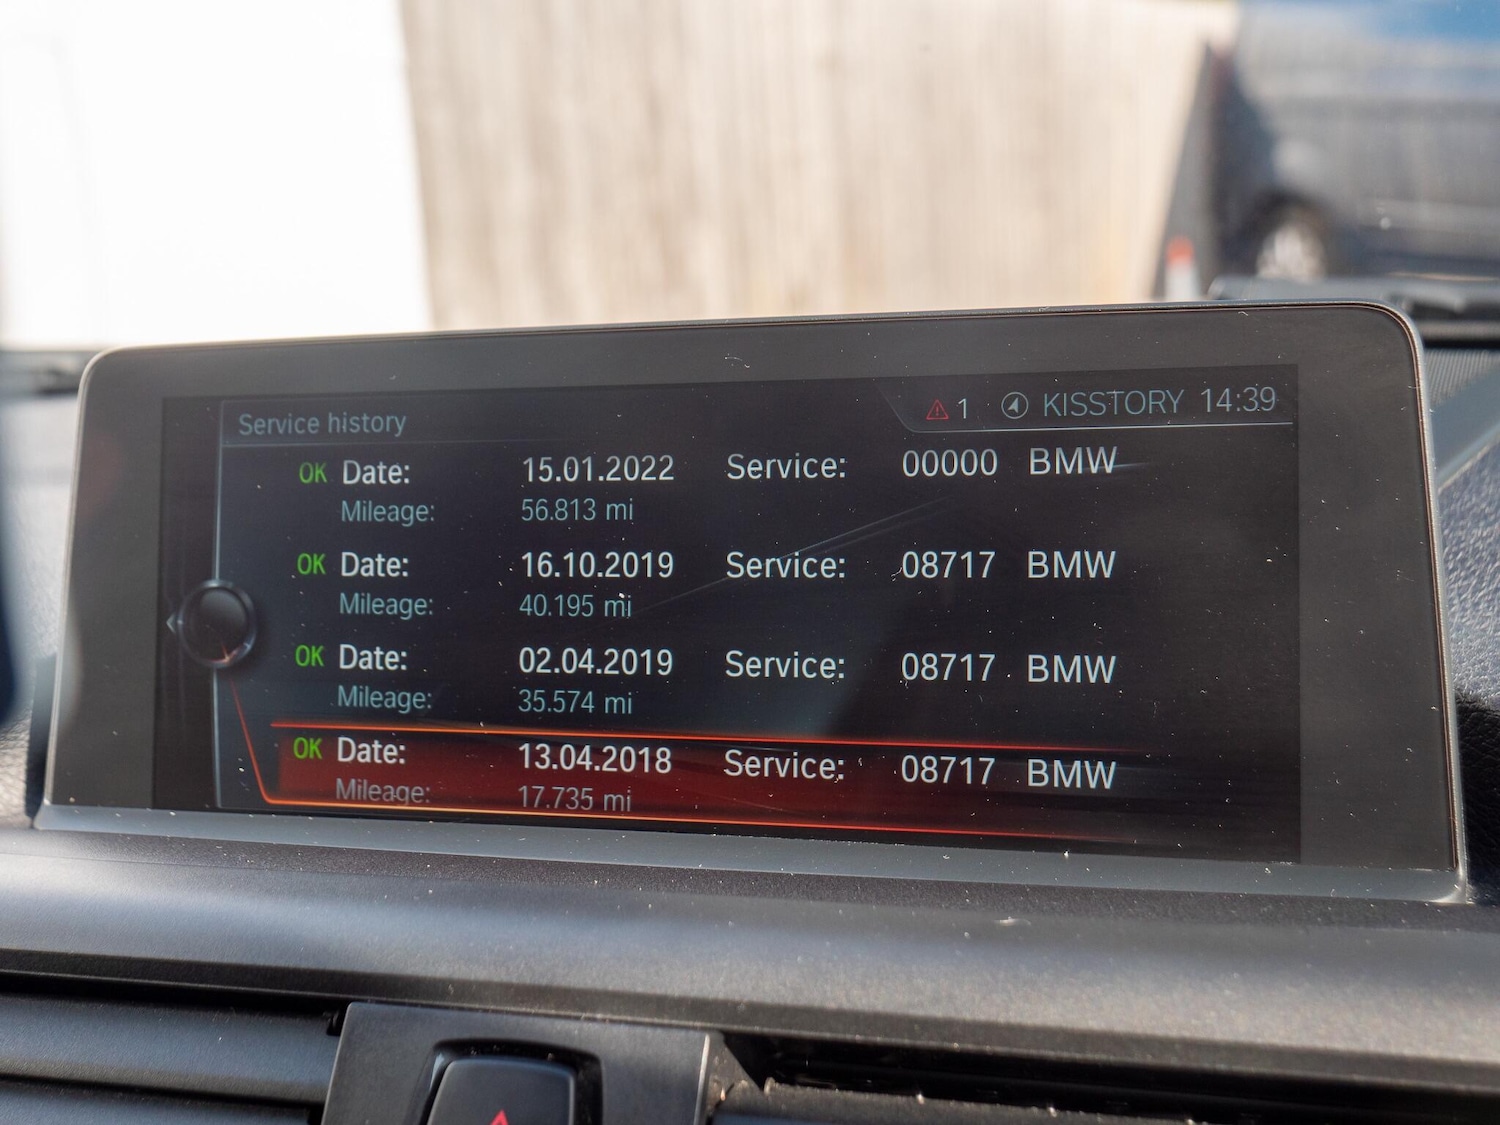 Service history
1 KISSTORY 14:39
OK Date: 15.01.2022 Service: 00000 BMW
Mileage: 56.813 mi
OK Date: 16.10.2019 Service: 08717 BMW
Mileage: 40.195 mi
OK Date: 02.04.2019 Service: 08717 BMW
Mileage: 35.574 mi
OK Date: 13.04.2018 Service: 08717 BMW
Mileage: 17.735 mi